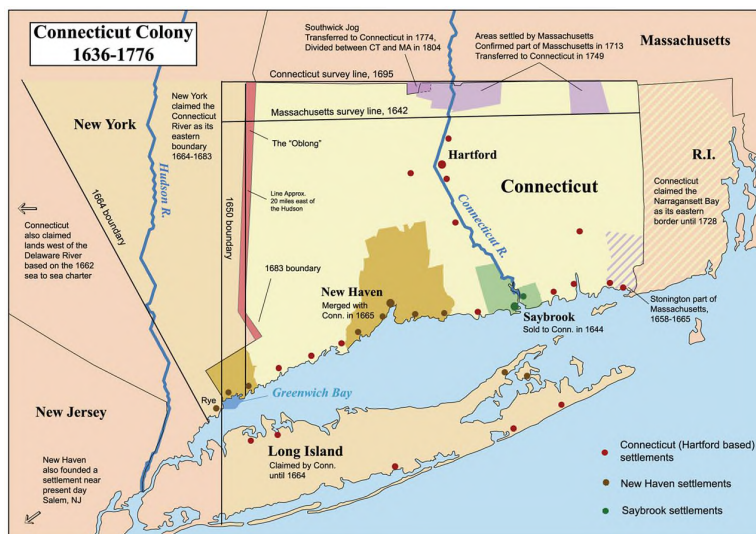 Connecticut Colony
1636-1776
Southwick Jog
Transferred to Connecticut in 1774,
Divided between CT and MA in 1804
Areas settled by Massachusetts
Confirmed part of Masschusetts in 1713
Transferred to Connecticut in 1749
Massachusetts
Connecticut survey line, 1695
New York
claimed the
Connecticut
River as its
eastern
boundary
1664-1683
Massachusetts survey line, 1642
New York
The "Oblong"
Hudson R.
Hartford
R.I.
Line Approx.
20 miles east of
the Hudson
Connecticut
Connecticut
claimed the
Narragansett Bay
as its eastern
border until 1728
1664 boundary
1650 boundary
Connecticut R.
Connecticut
also claimed
lands west of the
Delaware River
based on the 1662
sea to sea charter
1683 boundary
New Haven
Merged with
Conn. in 1665
Saybrook
Sold to Conn. in 1644
Stonington part of
Massachusetts,
1658-1665
Rye
Greenwich Bay
New Jersey
New Haven
also founded a
settlement near
present day
Salem, NJ
Long Island
Claimed by Conn.
until 1664
Connecticut (Hartford based)
settlements
New Haven settlements
Saybrook settlements